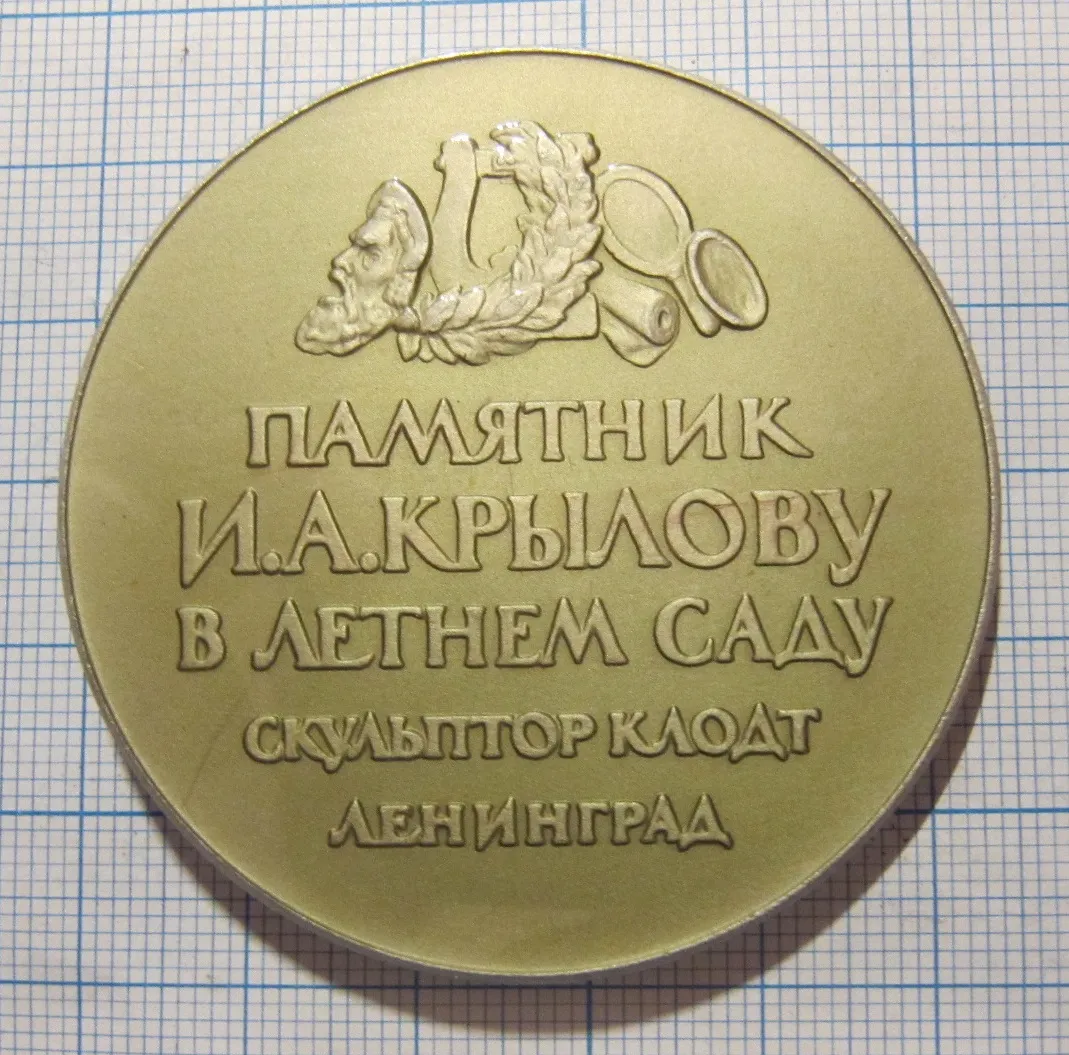 ПАМЯТНИК
И.А.КРЫЛОВУ
В ЛЕТНЕМ САДУ
СКУЛЬПТОР КЛОДТ
ЛЕНИНГРАД